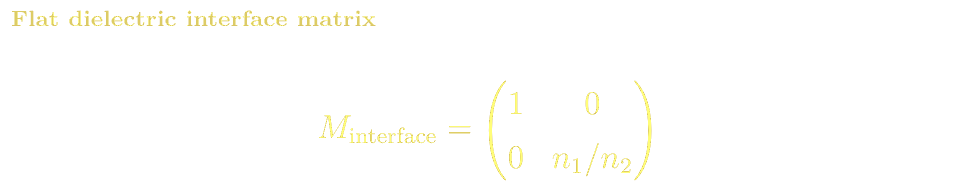 Flat dielectric interface matrix
M_interface = ( 1 0
0 n_1/n_2 )